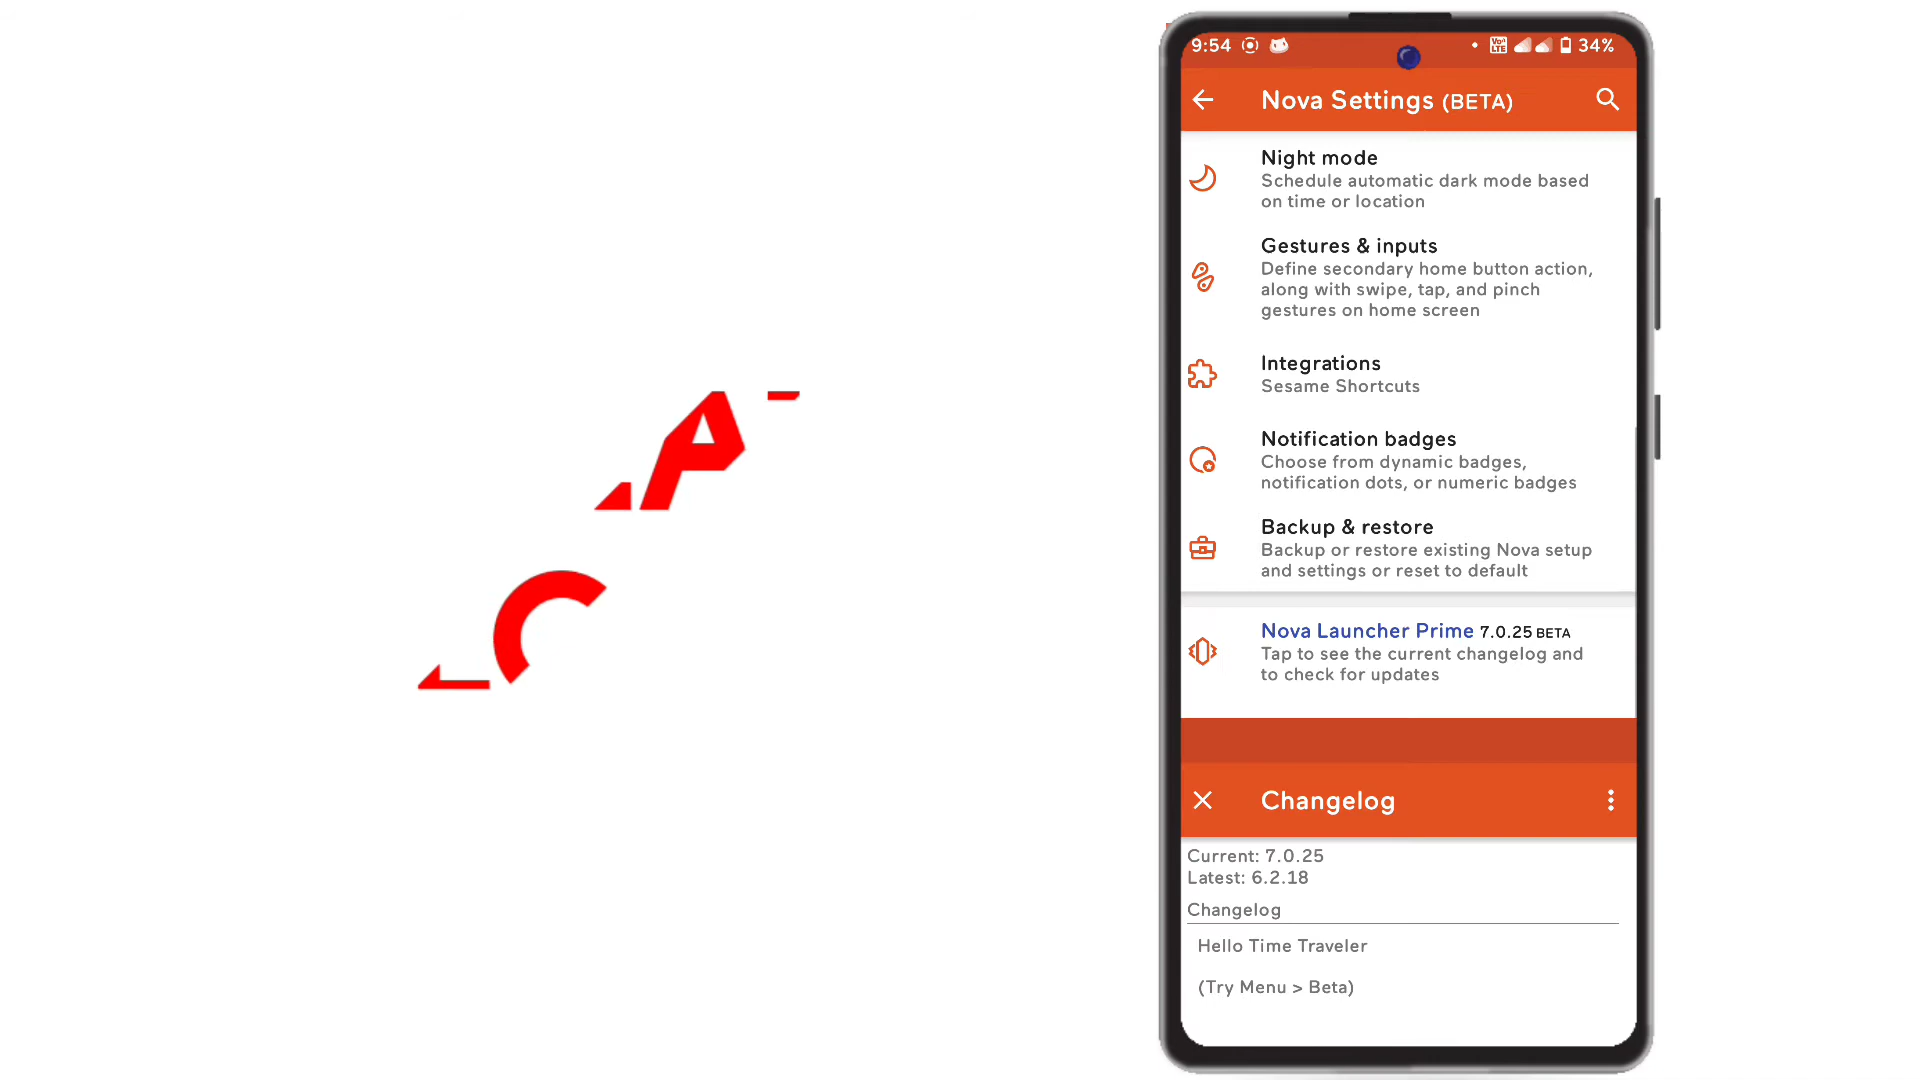 9:54
34%
Nova Settings (BETA)
Night mode
Schedule automatic dark mode based
on time or location
Gestures & inputs
Define secondary home button action,
along with swipe, tap, and pinch
gestures on home screen
Integrations
Sesame Shortcuts
Notification badges
Choose from dynamic badges,
notification dots, or numeric badges
Backup & restore
Backup or restore existing Nova setup
and settings or reset to default
Nova Launcher Prime 7.0.25 BETA
Tap to see the current changelog and
to check for updates
Changelog
Current: 7.0.25
Latest: 6.2.18
Changelog
Hello Time Traveler
(Try Menu > Beta)